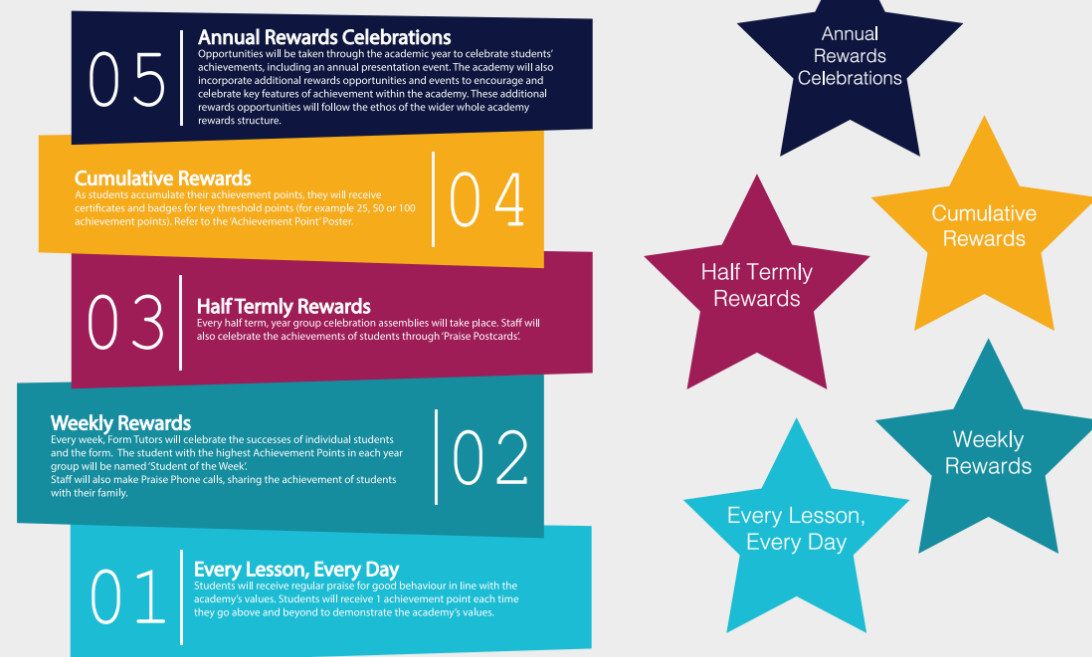 05
Annual Rewards Celebrations
Opportunities will be taken through the academic year to celebrate students'
achievements, including an annual presentation event. The academy will also
incorporate additional rewards opportunities and events to encourage and
celebrate key features of achievement within the academy. These additional
rewards opportunities will follow the ethos of the wider whole academy
rewards structure.
Cumulative Rewards
As students accumulate their achievement points, they will receive
certificates and badges for key threshold points (for example 25, 50 or 100
achievement points). Refer to the 'Achievement Point' Poster.
04
03
Half Termly Rewards
Every half term, year group celebration assemblies will take place. Staff will
also celebrate the achievements of students through 'Praise Postcards'.
Weekly Rewards
Every week, Form Tutors will celebrate the successes of individual students
and the form. The student with the highest Achievement Points in each year
group will be named 'Student of the Week'.
Staff will also make Praise Phone calls, sharing the achievement of students
with their family.
02
01
Every Lesson, Every Day
Students will receive regular praise for good behaviour in line with the
academy's values. Students will receive 1 achievement point each time
they go above and beyond to demonstrate the academy's values.
Annual
Rewards
Celebrations
Cumulative
Rewards
Half Termly
Rewards
Weekly
Rewards
Every Lesson,
Every Day